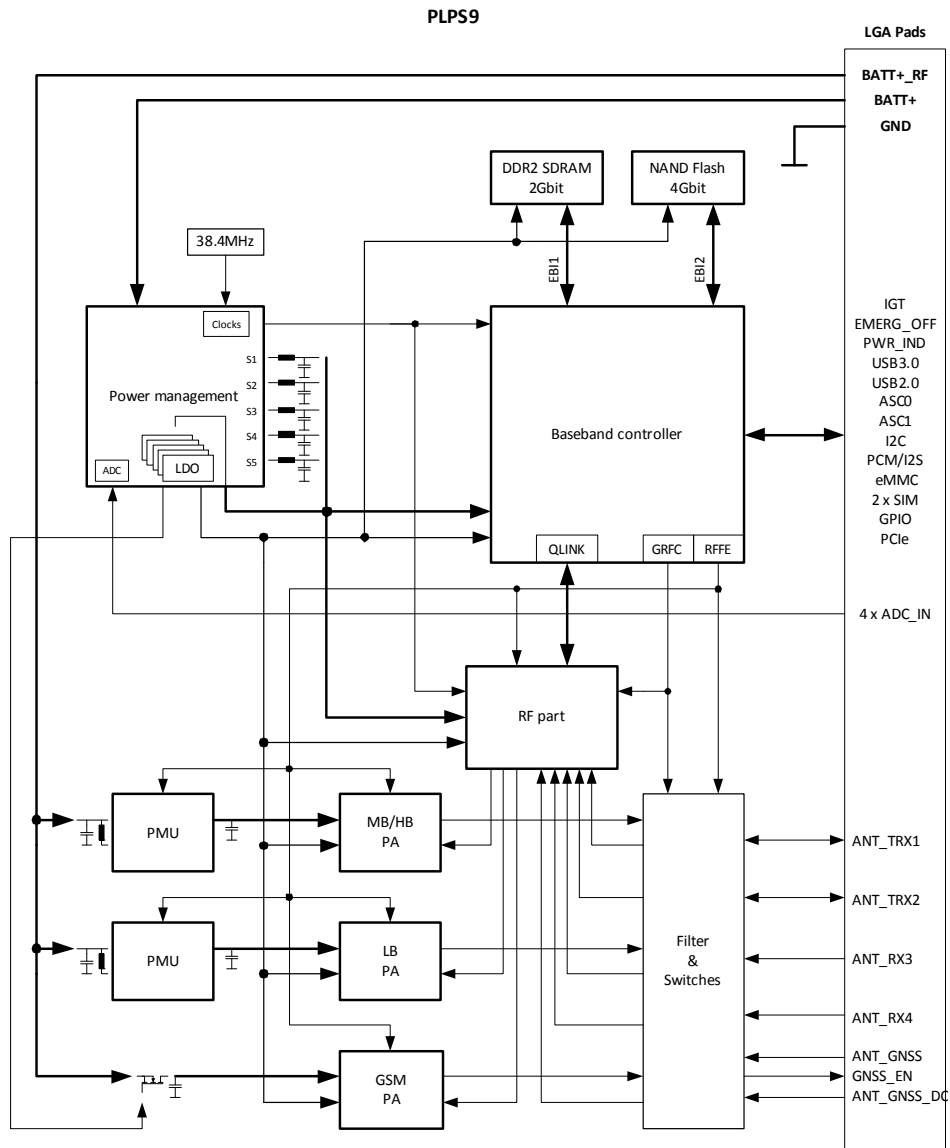 PLPS9
LGA Pads
BATT+_RF
BATT+
GND
DDR2 SDRAM
2Gbit
NAND Flash
4Gbit
38.4MHz
EBI1
EBI2
Clocks
S1
S2
S3
S4
S5
Power management
LDO
ADC
Baseband controller
QLINK
GRFC
RFFE
IGT
EMERG_OFF
PWR_IND
USB3.0
USB2.0
ASC0
ASC1
I2C
PCM/I2S
eMMC
2 x SIM
GPIO
PCIe
4 x ADC_IN
RF part
PMU
MB/HB
PA
PMU
LB
PA
GSM
PA
Filter
&
Switches
ANT_TRX1
ANT_TRX2
ANT_RX3
ANT_RX4
ANT_GNSS
GNSS_EN
ANT_GNSS_DC